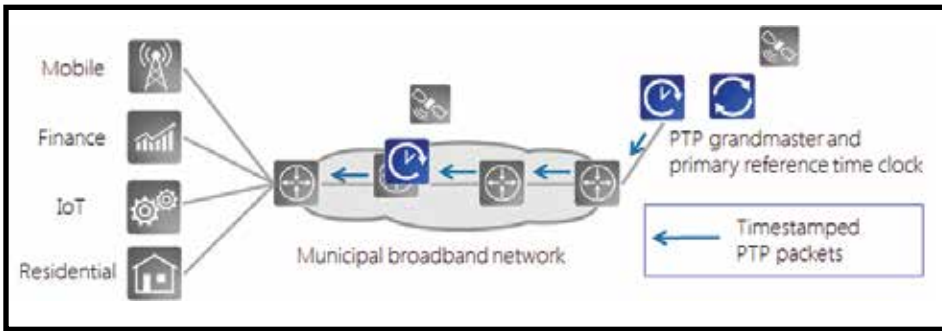 Mobile
Finance
IoT
Residential
Municipal broadband network
PTP grandmaster and
primary reference time clock
Timestamped
PTP packets